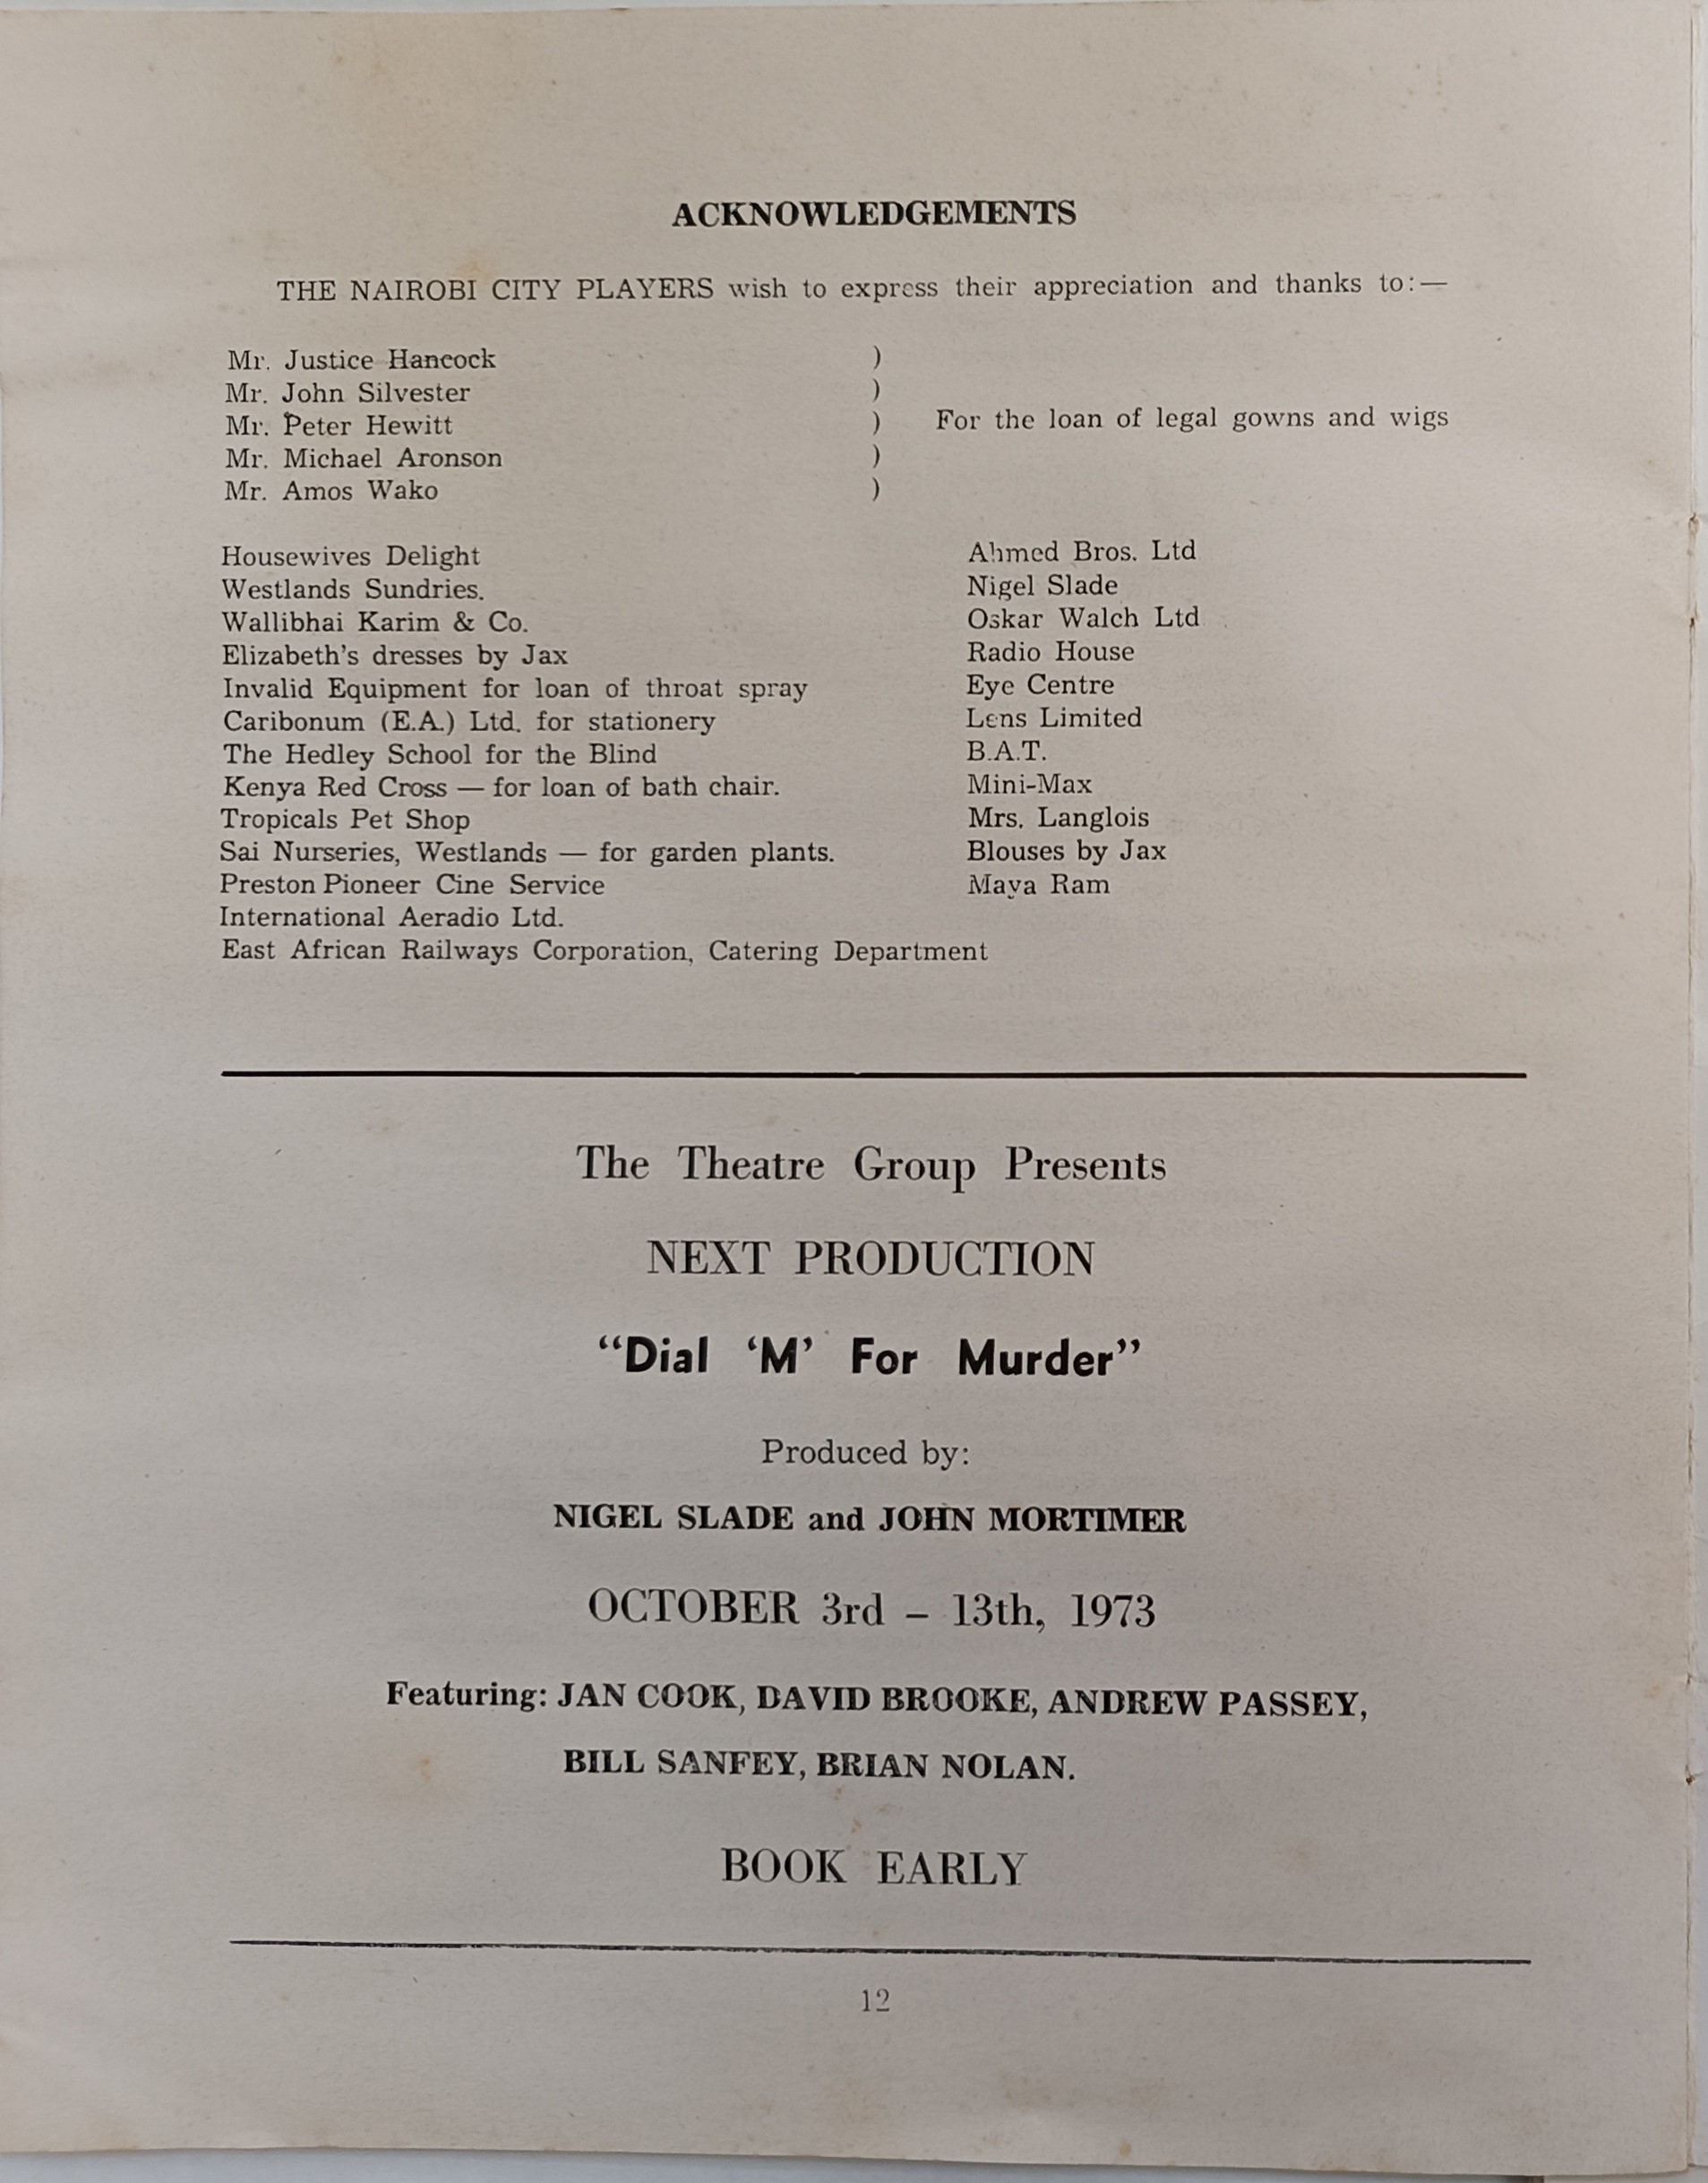 ACKNOWLEDGEMENTS
THE NAIROBI CITY PLAYERS wish to express their appreciation and thanks to:—
Mr. Justice Hancock )
Mr. John Silvester )
Mr. Peter Hewitt ) For the loan of legal gowns and wigs
Mr. Michael Aronson )
Mr. Amos Wako )
Housewives Delight
Westlands Sundries.
Wallibhai Karim & Co.
Elizabeth's dresses by Jax
Invalid Equipment for loan of throat spray
Caribonum (E.A.) Ltd. for stationery
The Hedley School for the Blind
Kenya Red Cross — for loan of bath chair.
Tropicals Pet Shop
Sai Nurseries, Westlands — for garden plants.
Preston Pioneer Cine Service
International Aeradio Ltd.
East African Railways Corporation, Catering Department
Ahmed Bros. Ltd
Nigel Slade
Oskar Walch Ltd
Radio House
Eye Centre
Lens Limited
B.A.T.
Mini-Max
Mrs. Langlois
Blouses by Jax
Maya Ram
The Theatre Group Presents
NEXT PRODUCTION
“Dial ‘M’ For Murder”
Produced by:
NIGEL SLADE and JOHN MORTIMER
OCTOBER 3rd – 13th, 1973
Featuring: JAN COOK, DAVID BROOKE, ANDREW PASSEY,
BILL SANFEY, BRIAN NOLAN.
BOOK EARLY
12